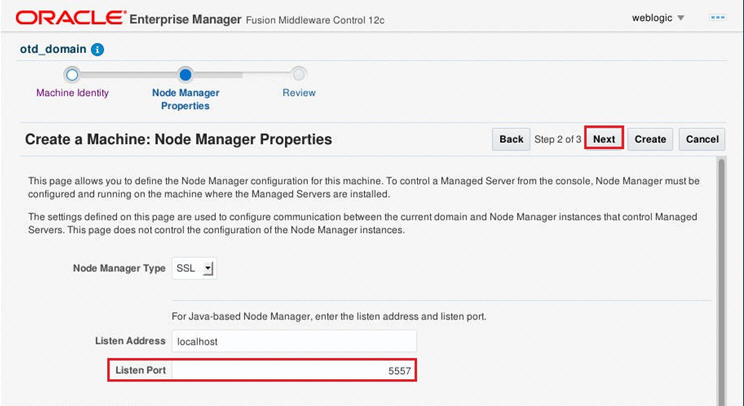 ORACLE Enterprise Manager Fusion Middleware Control 12c
weblogic
otd_domain
Machine Identity
Node Manager
Properties
Review
Create a Machine: Node Manager Properties
Back Step 2 of 3 Next Create Cancel
This page allows you to define the Node Manager configuration for this machine. To control a Managed Server from the console, Node Manager must be
configured and running on the machine where the Managed Servers are installed.
The settings defined on this page are used to configure communication between the current domain and Node Manager instances that control Managed
Servers. This page does not control the configuration of the Node Manager instances.
Node Manager Type SSL
For Java-based Node Manager, enter the listen address and listen port.
Listen Address localhost
Listen Port 5557